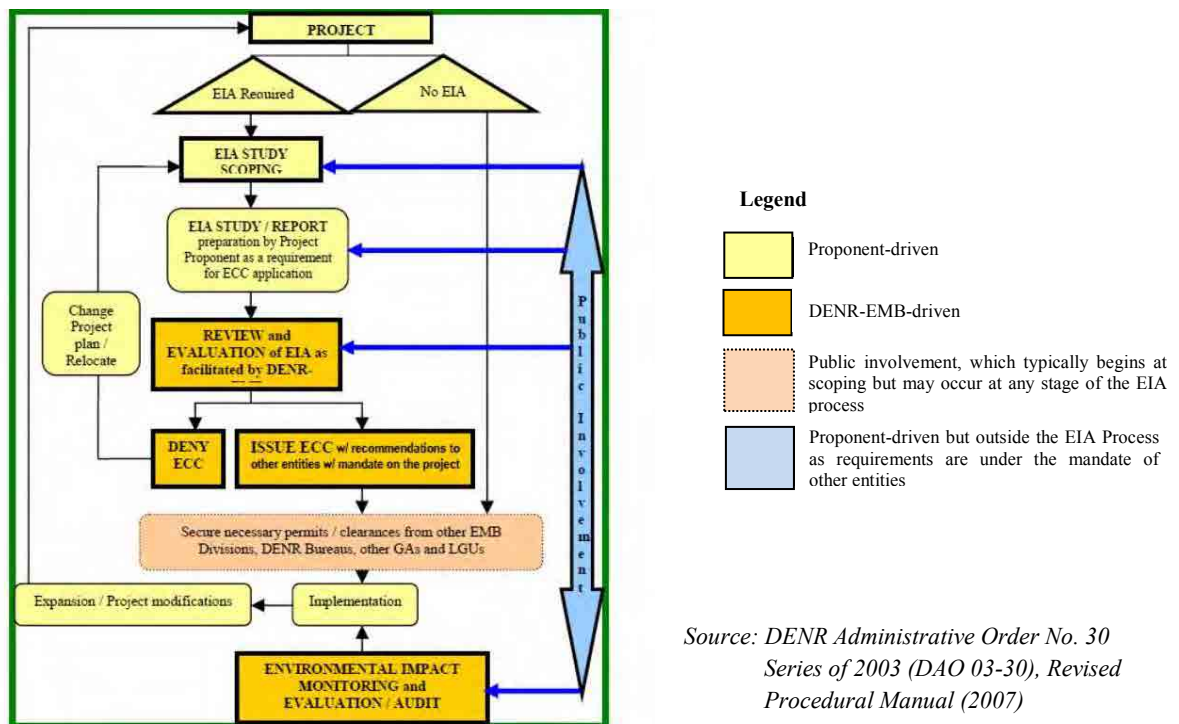 PROJECT
EIA Required
No EIA
EIA STUDY
SCOPING
EIA STUDY / REPORT
preparation by Project
Proponent as a requirement
for ECC application
Change
Project
plan /
Relocate
REVIEW and
EVALUATION of EIA as
facilitated by DENR-
DENY
ECC
ISSUE ECC w/ recommendations to
other entities w/ mandate on the project
Secure necessary permits / clearances from other EMB
Divisions, DENR Bureaus, other GAs and LGUs
Expansion / Project modifications
Implementation
ENVIRONMENTAL IMPACT
MONITORING and
EVALUATION / AUDIT
Public Involvement
Legend
Proponent-driven
DENR-EMB-driven
Public involvement, which typically begins at
scoping but may occur at any stage of the EIA
process
Proponent-driven but outside the EIA Process
as requirements are under the mandate of
other entities
Source: DENR Administrative Order No. 30
Series of 2003 (DAO 03-30), Revised
Procedural Manual (2007)